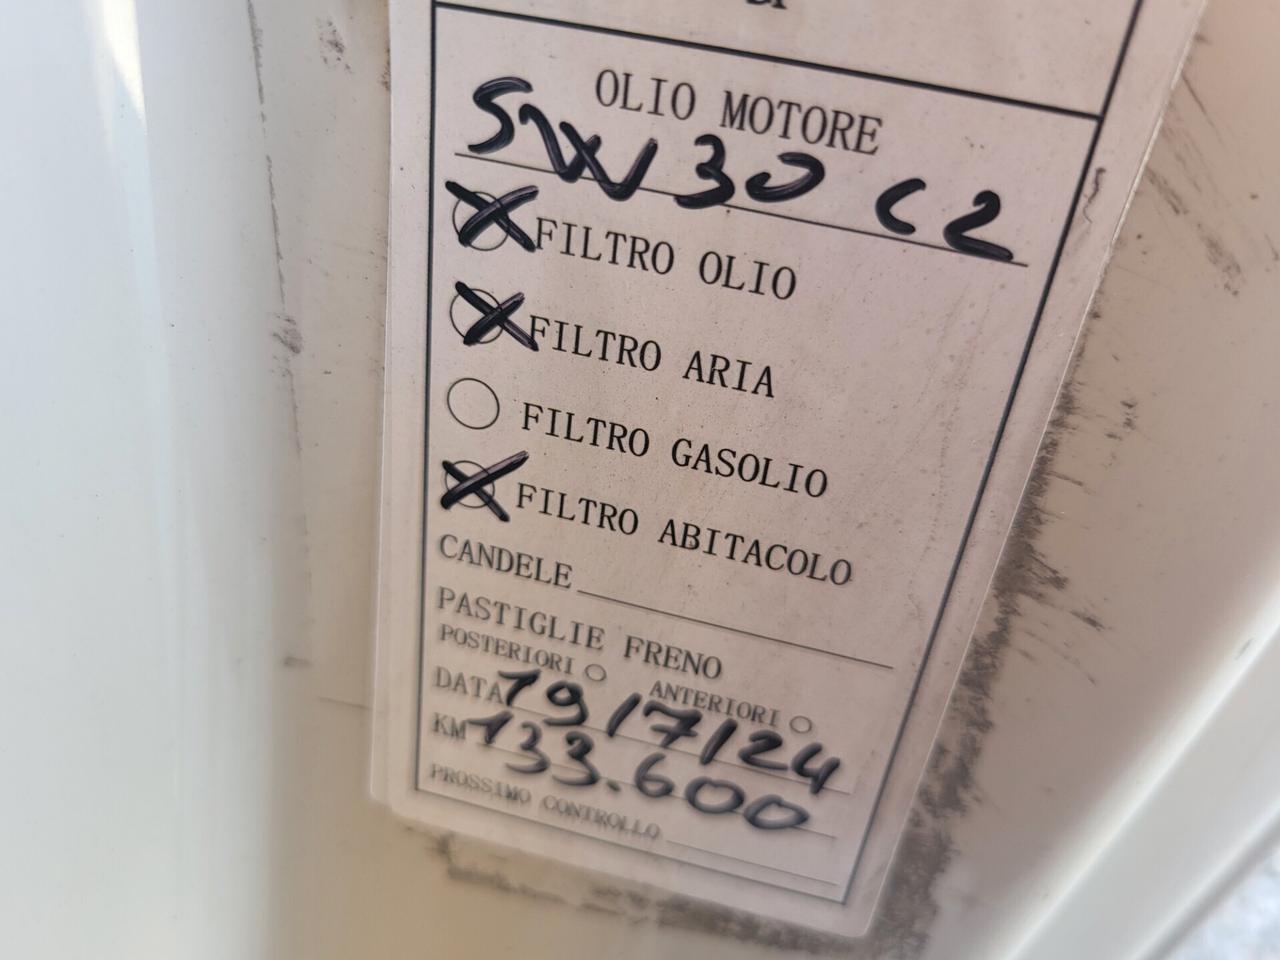 OLIO MOTORE
5W30 C2
FILTRO OLIO
FILTRO ARIA
FILTRO GASOLIO
FILTRO ABITACOLO
CANDELE
PASTIGLIE FRENO
POSTERIORI ANTERIORI
DATA 19/7/24
KM 133.600
PROSSIMO CONTROLLO